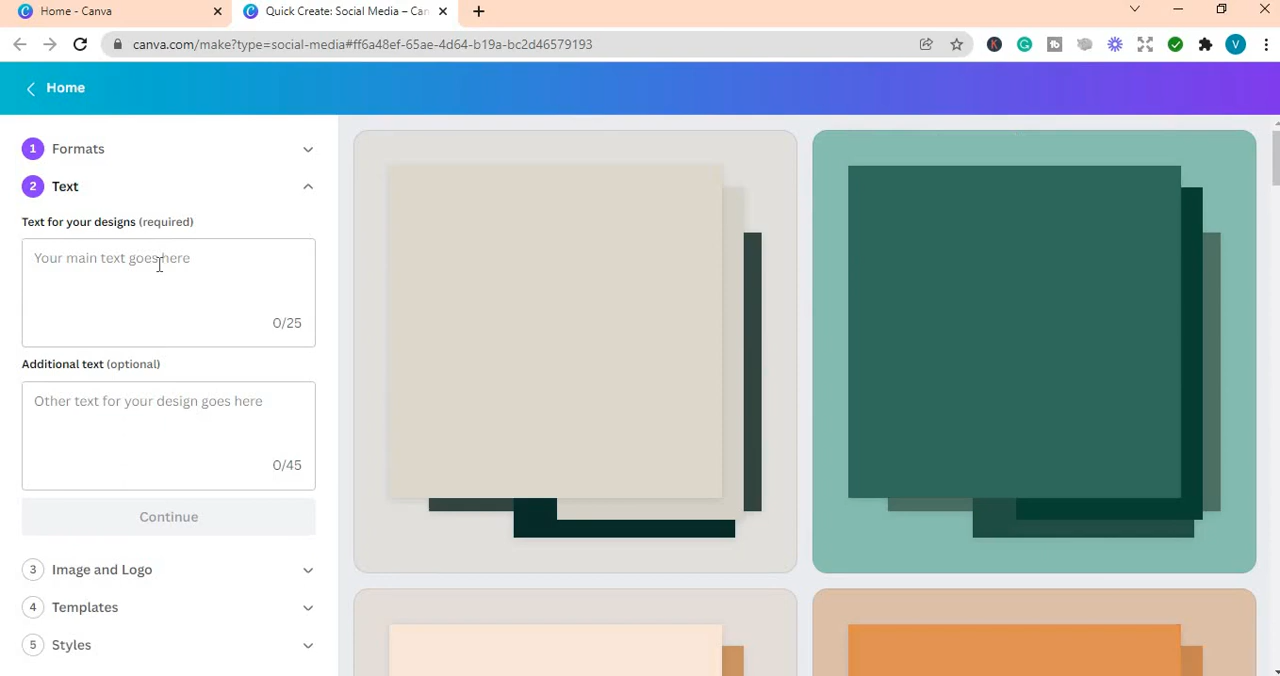 Home - Canva
Quick Create: Social Media – Can
canva.com/make?type=social-media#ff6a48ef-65ae-4d64-b19a-bc2d46579193
Home
1 Formats
2 Text
Text for your designs (required)
Your main text goes here
0/25
Additional text (optional)
Other text for your design goes here
0/45
Continue
3 Image and Logo
4 Templates
5 Styles